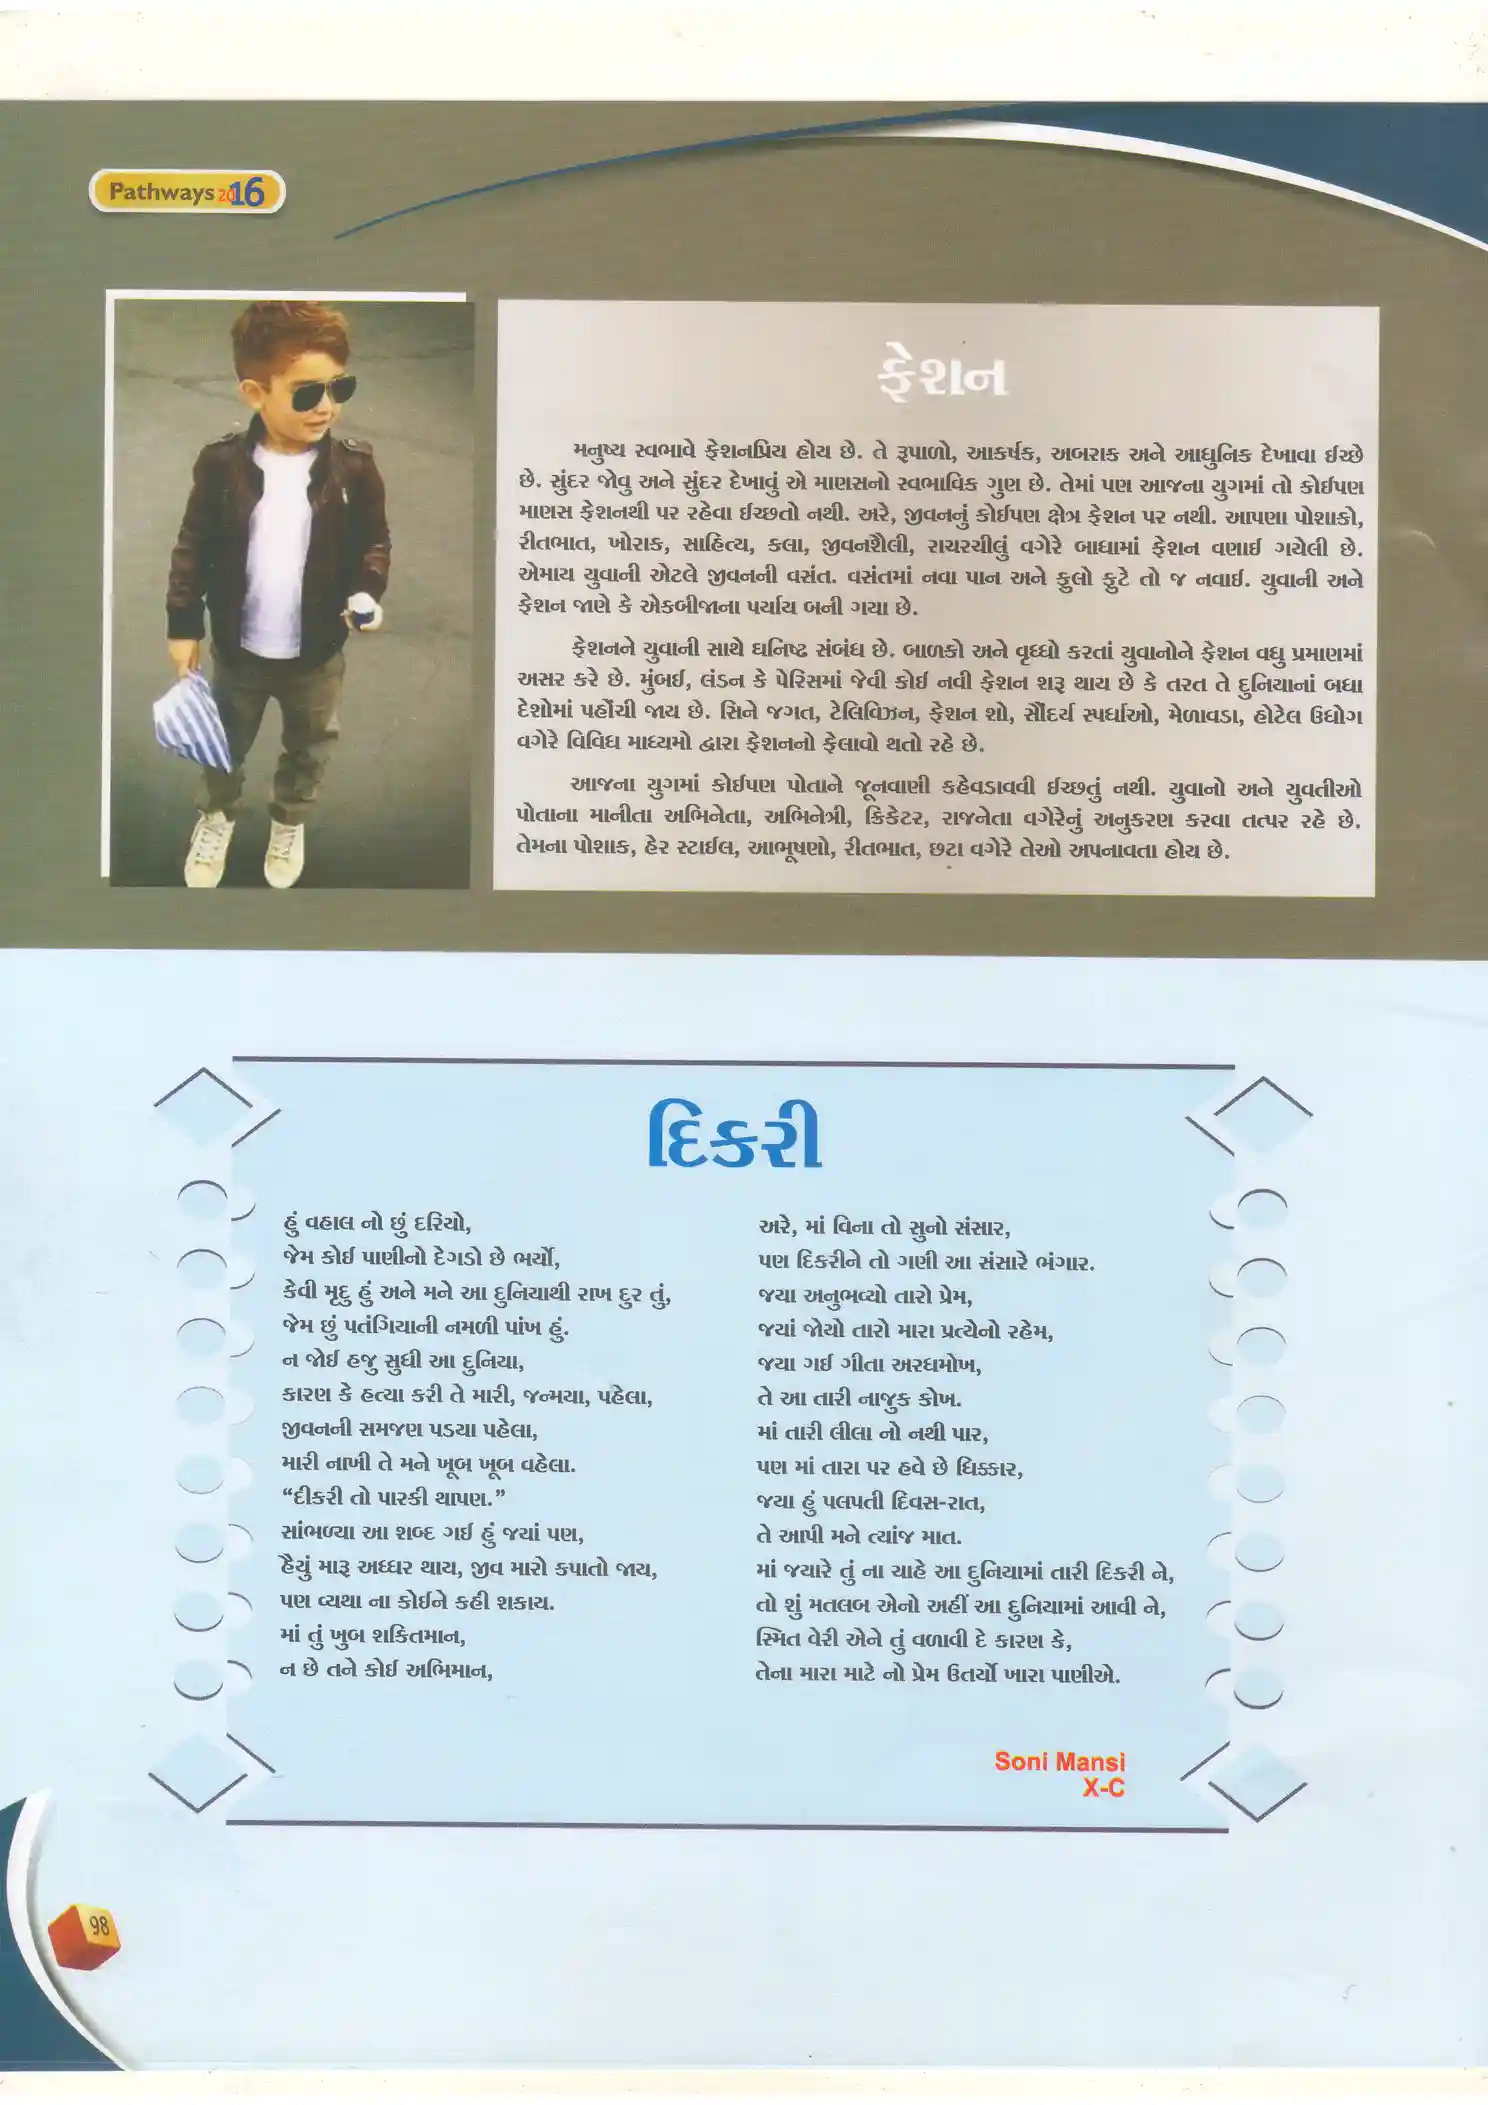 Pathways 2016
ફેશન
મનુષ્ય સ્વભાવે ફેશનપ્રિય હોય છે. તે રૂપાળો, આકર્ષક, અબરાક અને આધુનિક દેખાવા ઈચ્છે
છે. સુંદર જોવુ અને સુંદર દેખાવું એ માણસનો સ્વભાવિક ગુણ છે. તેમાં પણ આજના યુગમાં તો કોઈપણ
માણસ ફેશનથી પર રહેવા ઈચ્છતો નથી. અરે, જીવનનું કોઈપણ ક્ષેત્ર ફેશન પર નથી. આપણા પોશાકો,
રીતભાત, ખોરાક, સાહિત્ય, કલા, જીવનશૈલી, રાચરચીલું વગેરે બાધામાં ફેશન વણાઈ ગયેલી છે.
એમાય યુવાની એટલે જીવનની વસંત. વસંતમાં નવા પાન અને ફુલો ફુટે તો જ નવાઈ. યુવાની અને
ફેશન જાણે કે એકબીજાના પર્યાય બની ગયા છે.
ફેશનને યુવાની સાથે ઘનિષ્ઢ સંબંધ છે. બાળકો અને વૃધ્ધો કરતાં યુવાનોને ફેશન વધુ પ્રમાણમાં
અસર કરે છે. મુંબઈ, લંડન કે પેરિસમાં જેવી કોઈ નવી ફેશન શરૂ થાય છે કે તરત તે દુનિયાનાં બધા
દેશોમાં પહોંચી જાય છે. સિને જગત, ટેલિવિઝન, ફેશન શો, સૌંદર્ય સ્પર્ધાઓ, મેળાવડા, હોટેલ ઉધોગ
વગેરે વિવિધ માધ્યમો દ્વારા ફેશનનો ફેલાવો થતો રહે છે.
આજના યુગમાં કોઈપણ પોતાને જૂનવાણી કહેવડાવવી ઈચ્છતું નથી. યુવાનો અને યુવતીઓ
પોતાના માનીતા અભિનેતા, અભિનેત્રી, ક્રિકેટર, રાજનેતા વગેરેનું અનુકરણ કરવા તત્પર રહે છે.
તેમના પોશાક, હેર સ્ટાઈલ, આભૂષણો, રીતભાત, છટા વગેરે તેઓ અપનાવતા હોય છે.
દિકરી
હું વહાલ નો છું દરિયો,
જેમ કોઈ પાણીનો દેગડો છે ભર્યો,
કેવી મૃદુ હું અને મને આ દુનિયાથી રાખ દુર તું,
જેમ છું પતંગિયાની નમળી પાંખ હું.
ન જોઈ હજુ સુધી આ દુનિયા,
કારણ કે હત્યા કરી તે મારી, જન્મયા, પહેલા,
જીવનની સમજણ પડયા પહેલા,
મારી નાખી તે મને ખૂબ ખૂબ વહેલા.
“દીકરી તો પારકી થાપણ.”
સાંભળ્યા આ શબ્દ ગઈ હું જયાં પણ,
હૈયું મારૂ અધ્ધર થાય, જીવ મારો કપાતો જાય,
પણ વ્યથા ના કોઈને કહી શકાય.
માં તું ખુબ શકિતમાન,
ન છે તને કોઈ અભિમાન,
અરે, માં વિના તો સુનો સંસાર,
પણ દિકરીને તો ગણી આ સંસારે ભંગાર.
જયા અનુભવ્યો તારો પ્રેમ,
જયાં જોયો તારો મારા પ્રત્યેનો રહેમ,
જયા ગઈ ગીતા અરધમોખ,
તે આ તારી નાજુક કોખ.
માં તારી લીલા નો નથી પાર,
પણ માં તારા પર હવે છે ધિક્કાર,
જયા હું પલપતી દિવસ-રાત,
તે આપી મને ત્યાંજ માત.
માં જયારે તું ના ચાહે આ દુનિયામાં તારી દિકરી ને,
તો શું મતલબ એનો અહીં આ દુનિયામાં આવી ને,
સ્મિત વેરી એને તું વળાવી દે કારણ કે,
તેના મારા માટે નો પ્રેમ ઉતર્યો ખારા પાણીએ.
Soni Mansi
X-C
98